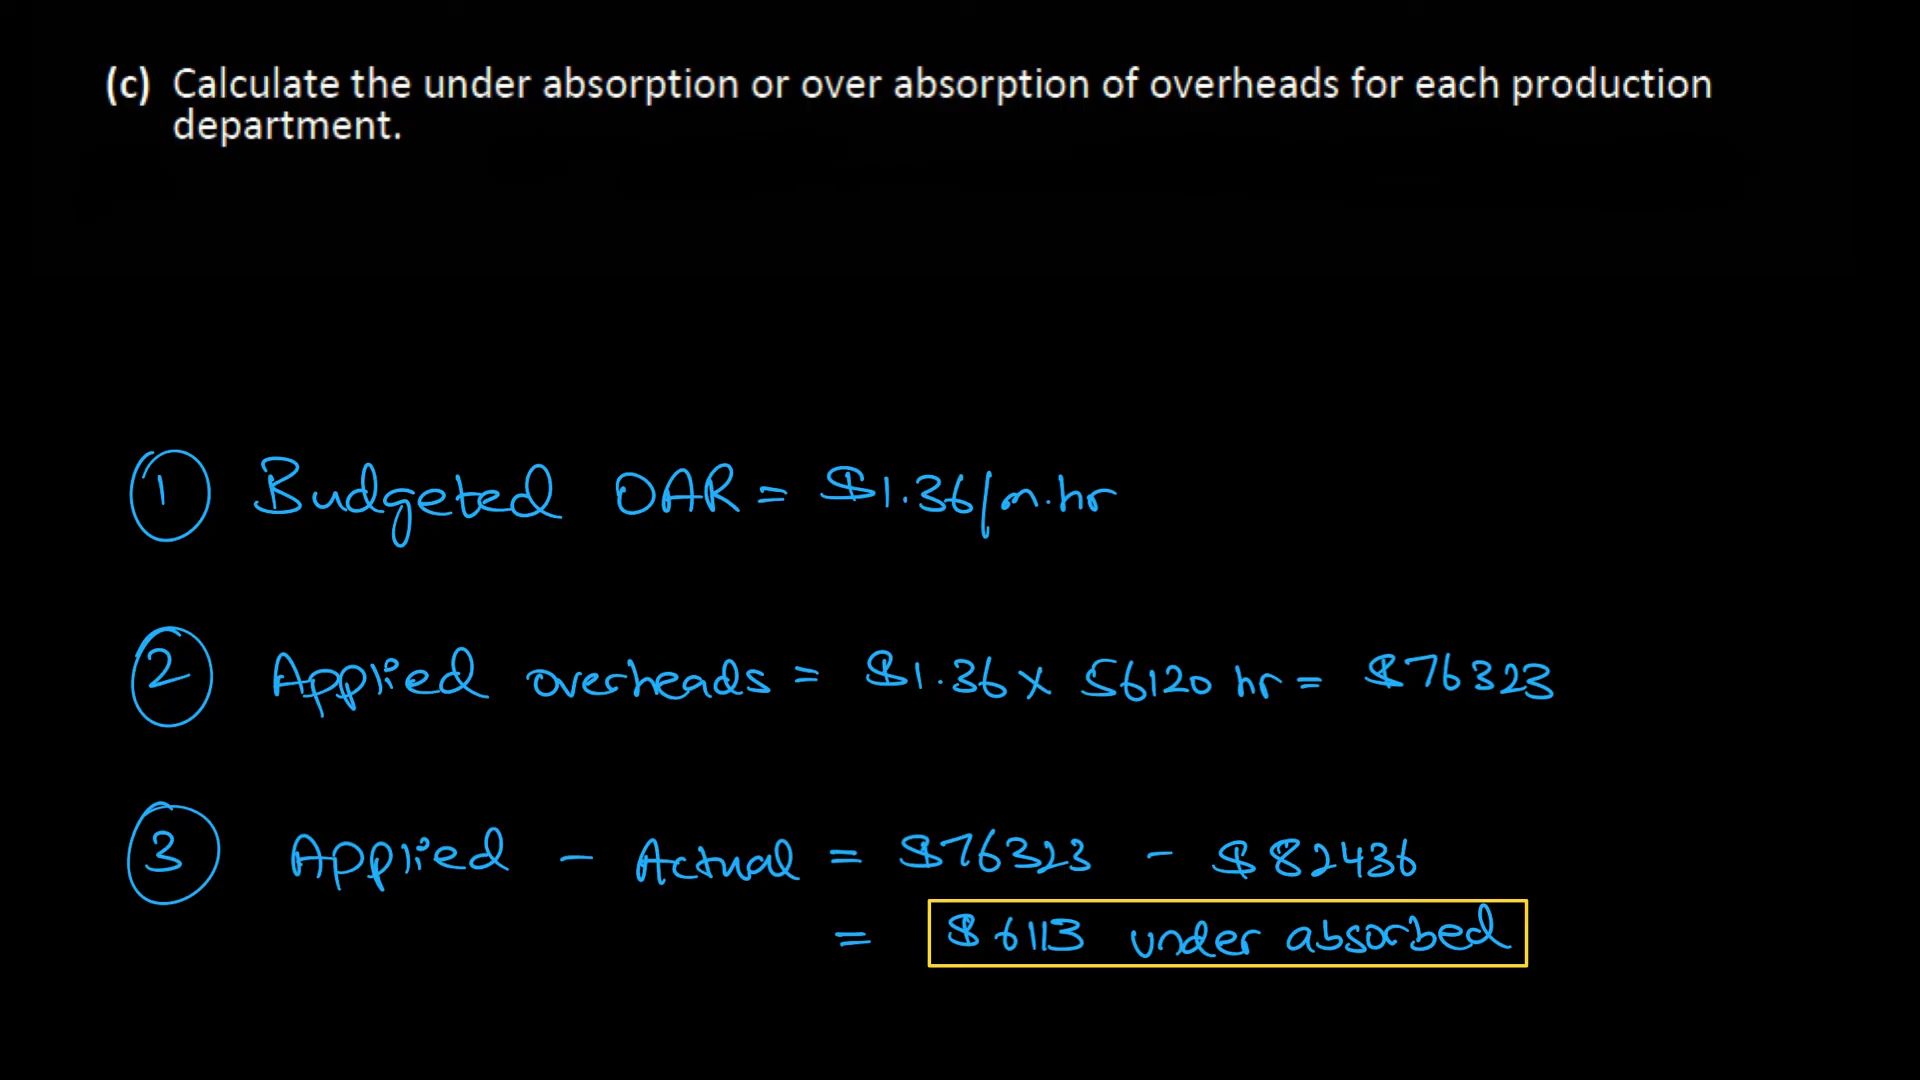 (c) Calculate the under absorption or over absorption of overheads for each production
department.
1 Budgeted OAR = $1.36/m.hr
2 Applied overheads = $1.36 x 56120 hr = $76323
3 Applied - Actual = $76323 - $82436
= $6113 under absorbed